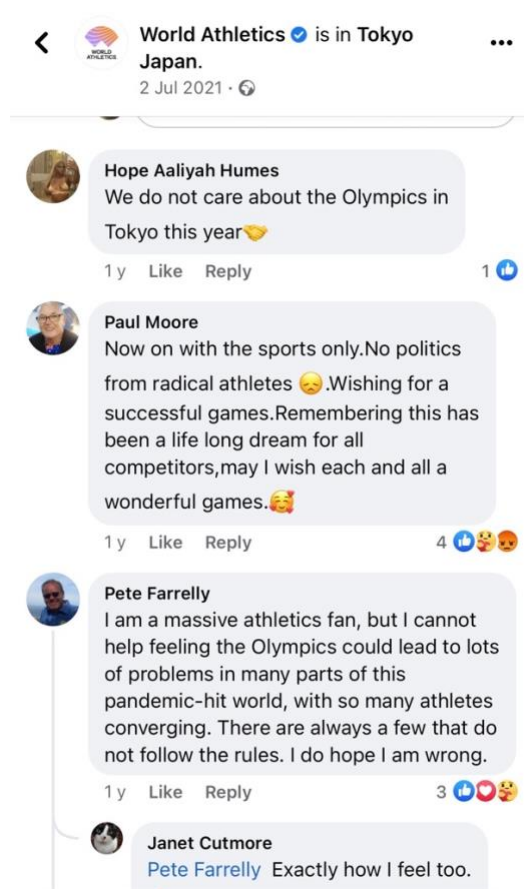 World Athletics is in Tokyo
Japan.
2 Jul 2021 ·
WORLD
ATHLETICS
Hope Aaliyah Humes
We do not care about the Olympics in
Tokyo this year🤝
1 y Like Reply
1
Paul Moore
Now on with the sports only.No politics
from radical athletes 😞.Wishing for a
successful games.Remembering this has
been a life long dream for all
competitors,may I wish each and all a
wonderful games.🥰
1 y Like Reply
4
Pete Farrelly
I am a massive athletics fan, but I cannot
help feeling the Olympics could lead to lots
of problems in many parts of this
pandemic-hit world, with so many athletes
converging. There are always a few that do
not follow the rules. I do hope I am wrong.
1 y Like Reply
3
Janet Cutmore
Pete Farrelly Exactly how I feel too.